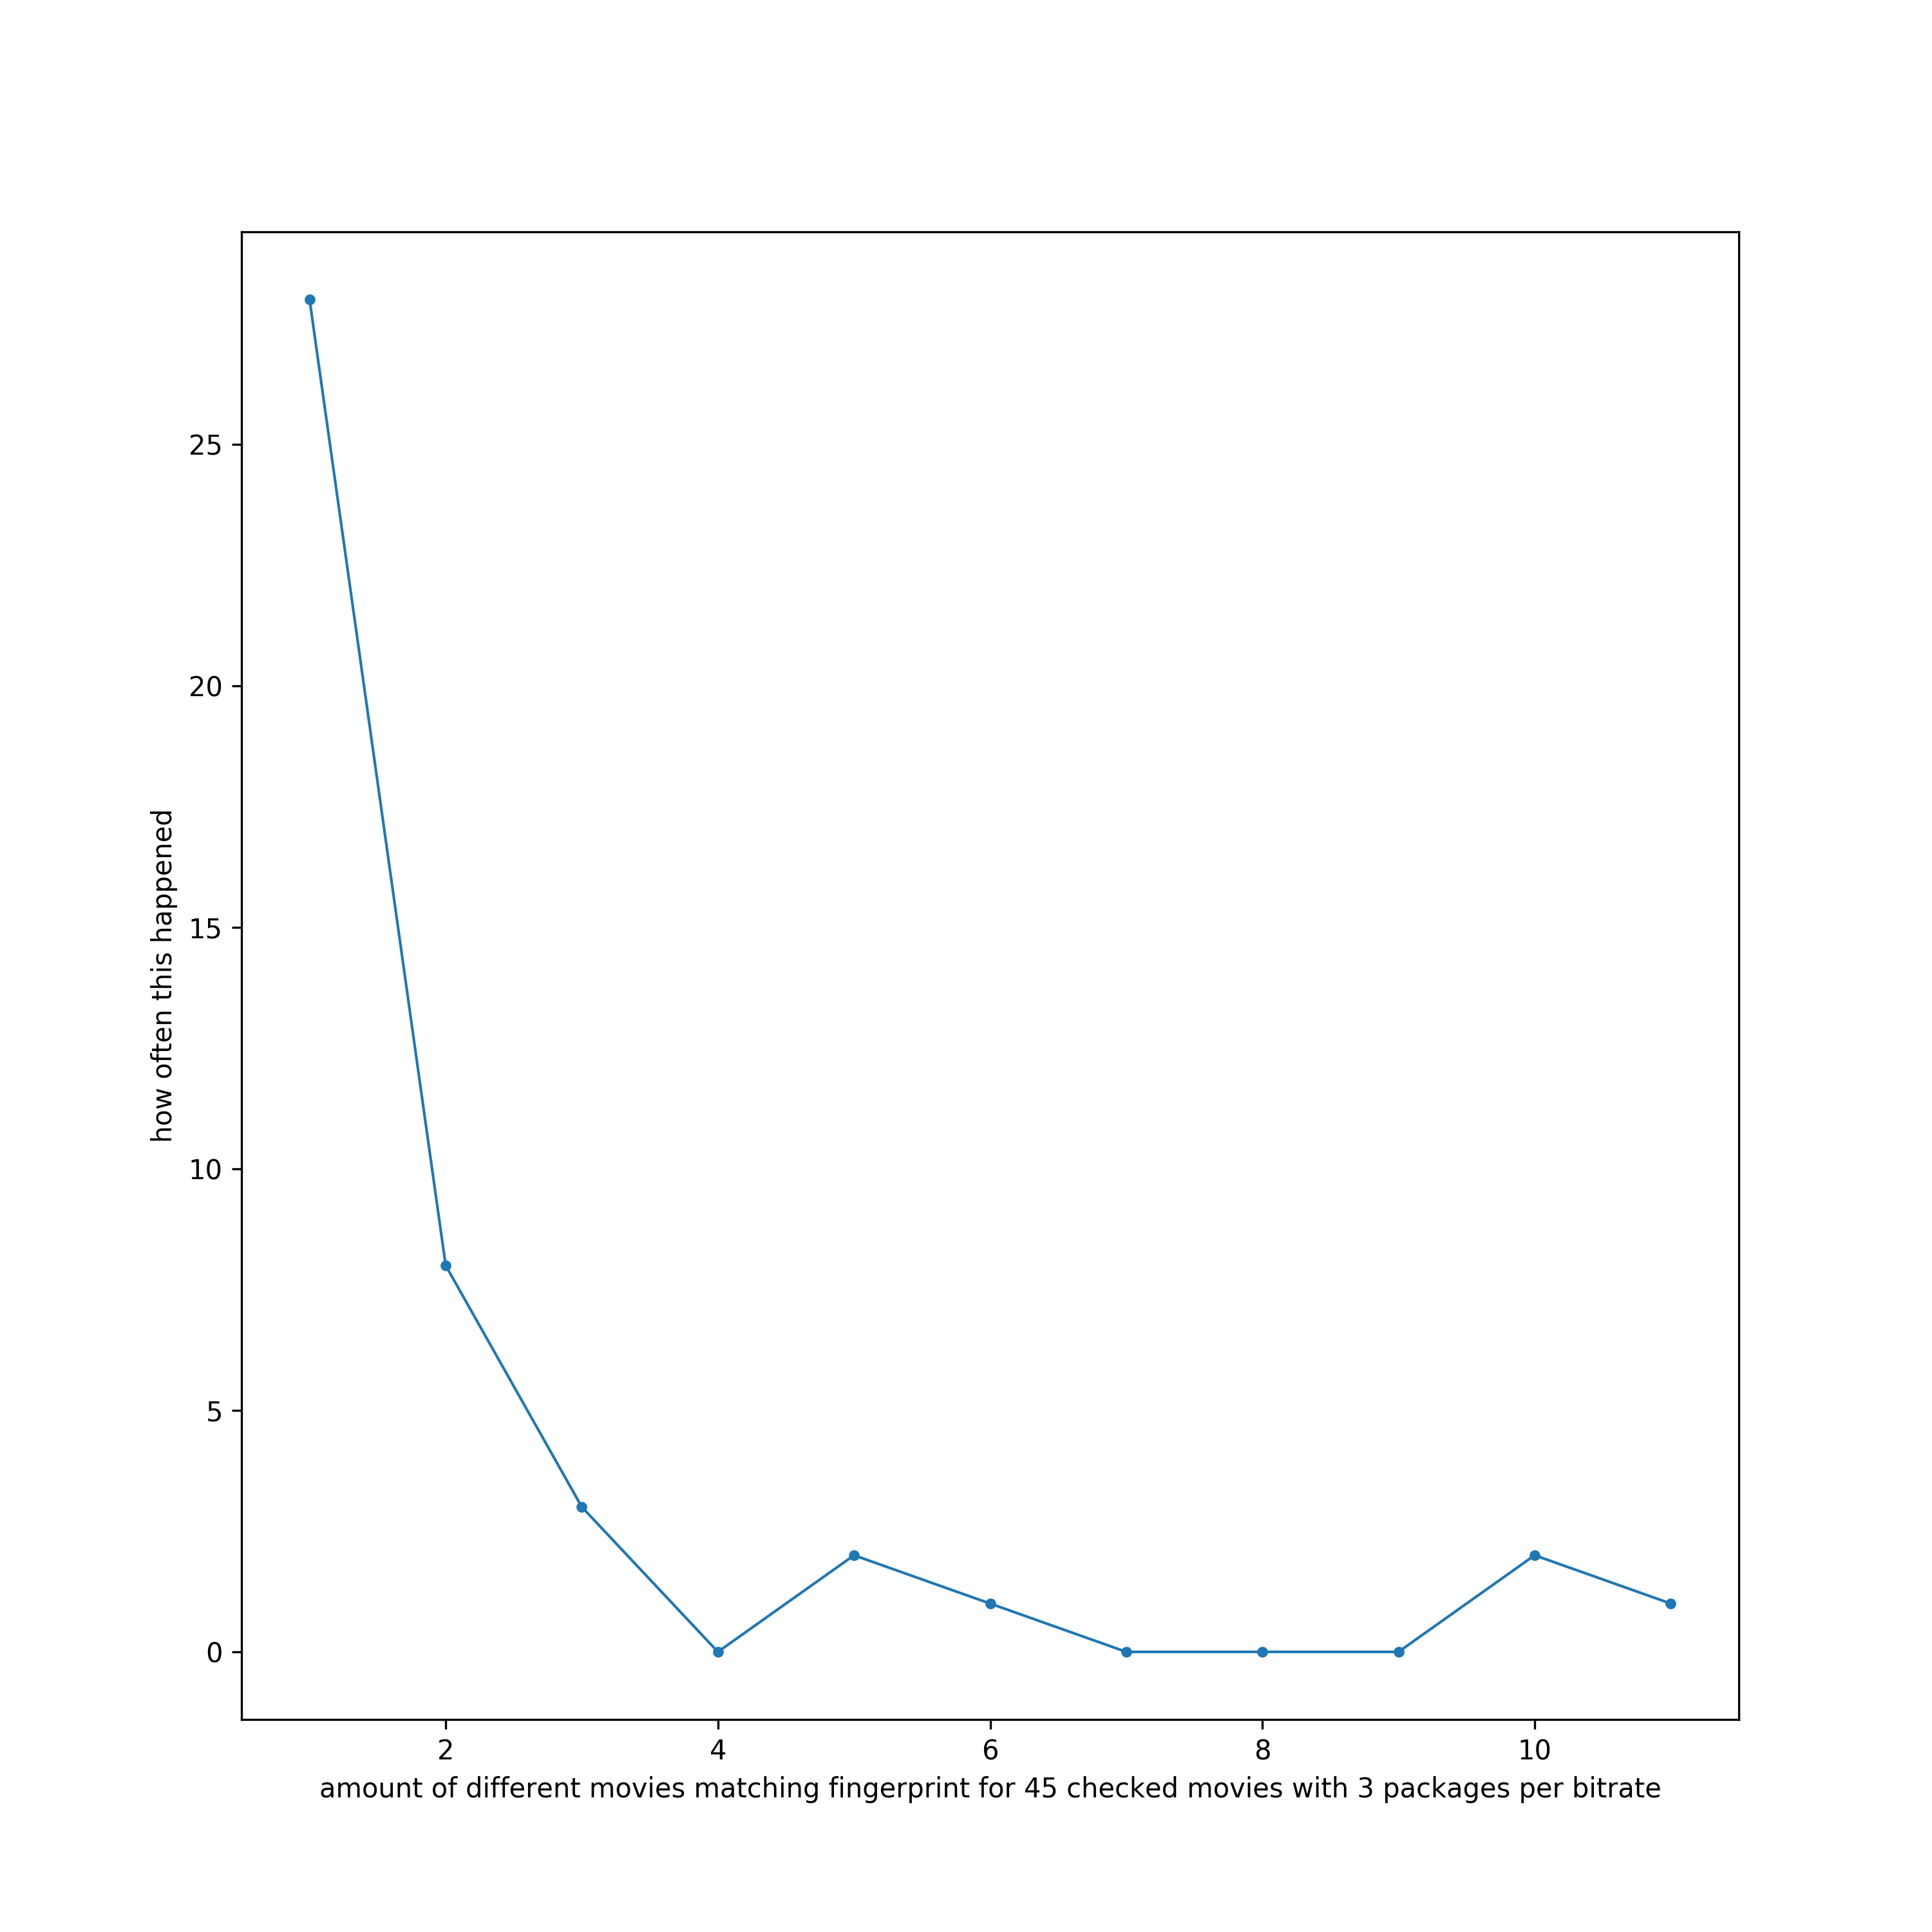 how often this happened
25
20
15
10
5
0
2 4 6 8 10
amount of different movies matching fingerprint for 45 checked movies with 3 packages per bitrate